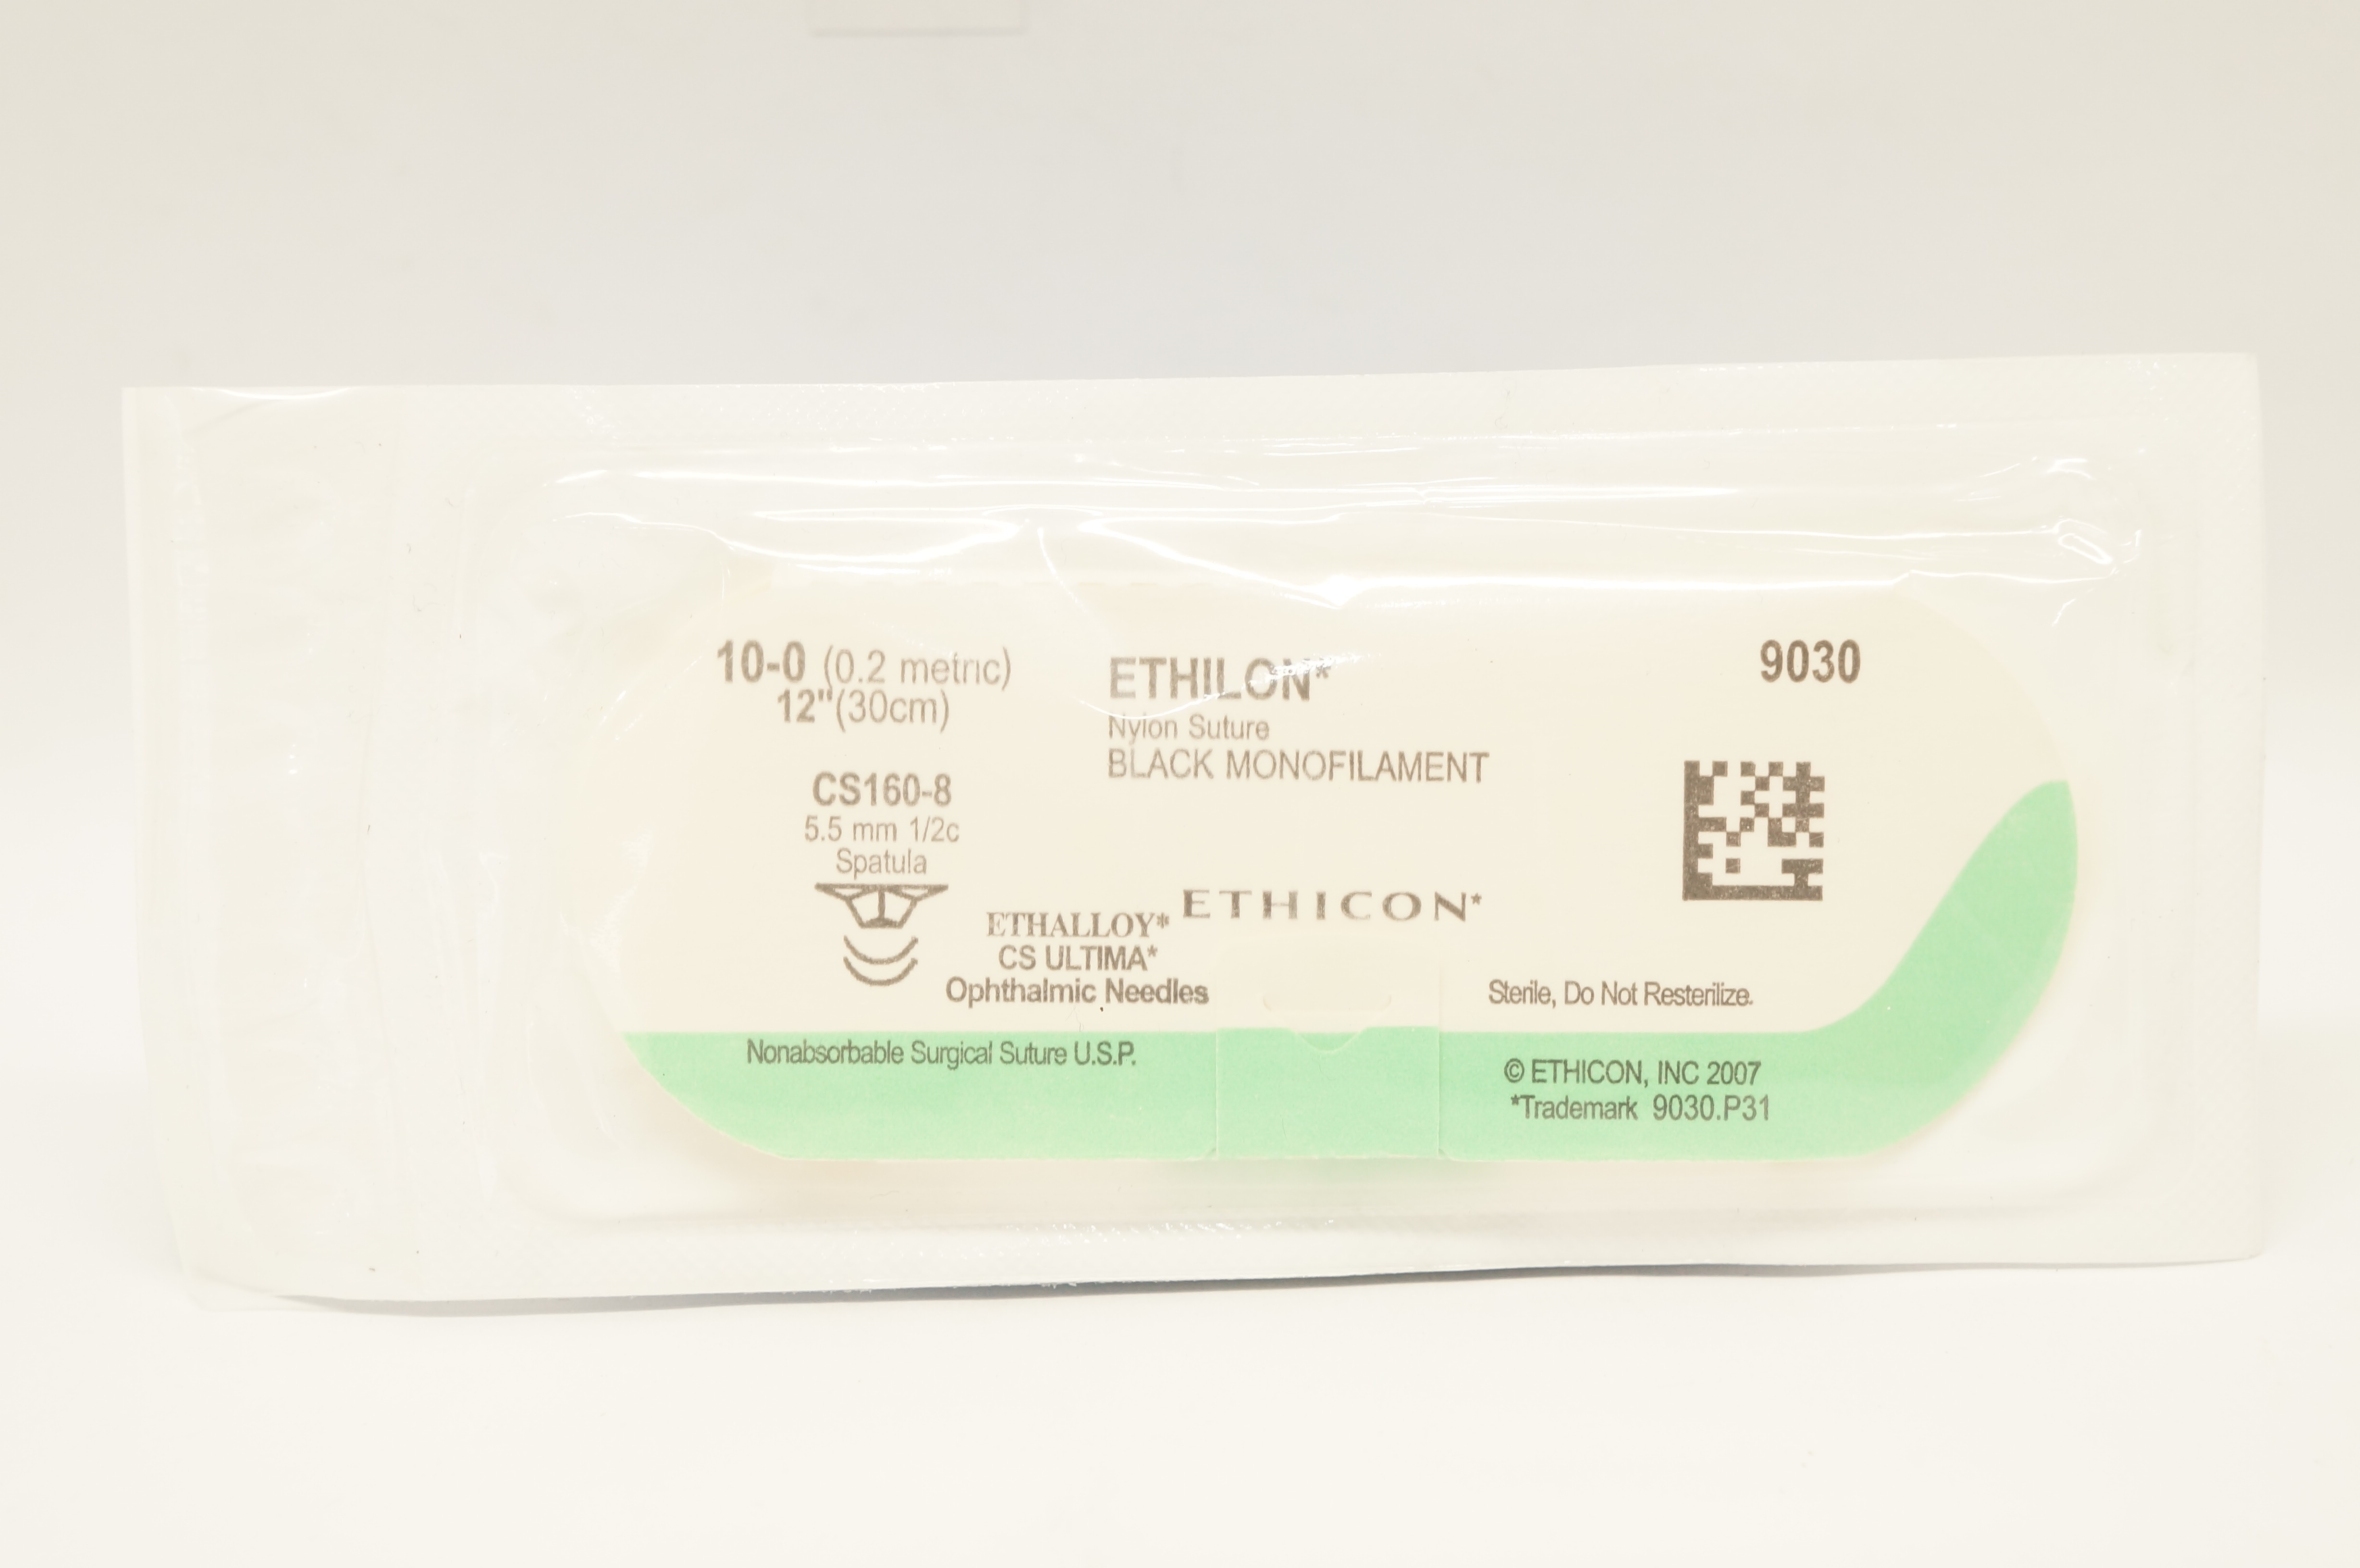 10-0 (0.2 metric)
12"(30cm)
CS160-8
5.5 mm 1/2c
Spatula
ETHILON*
Nylon Suture
BLACK MONOFILAMENT
9030
ETHALLOY*
CS ULTIMA*
Ophthalmic Needles
ETHICON*
Sterile, Do Not Resterilize.
Nonabsorbable Surgical Suture U.S.P.
© ETHICON, INC 2007
*Trademark 9030.P31